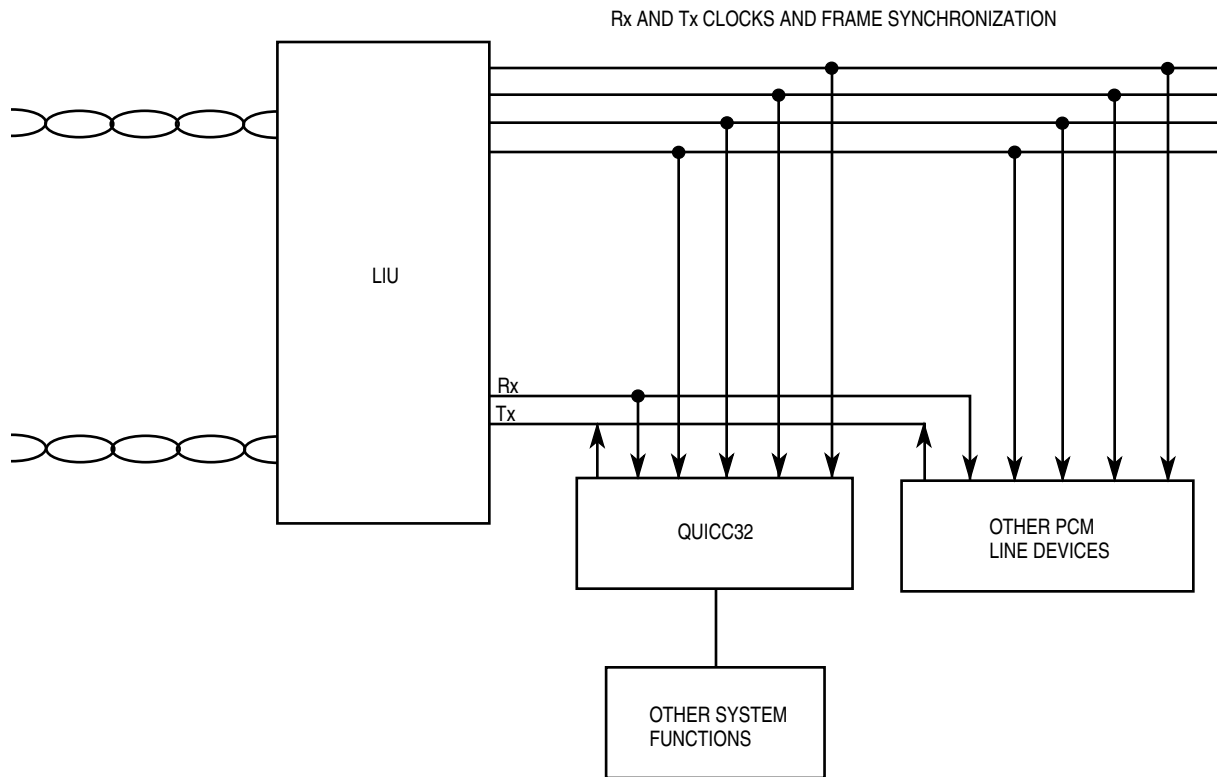 Rx AND Tx CLOCKS AND FRAME SYNCHRONIZATION
LIU
Rx
Tx
QUICC32
OTHER PCM
LINE DEVICES
OTHER SYSTEM
FUNCTIONS